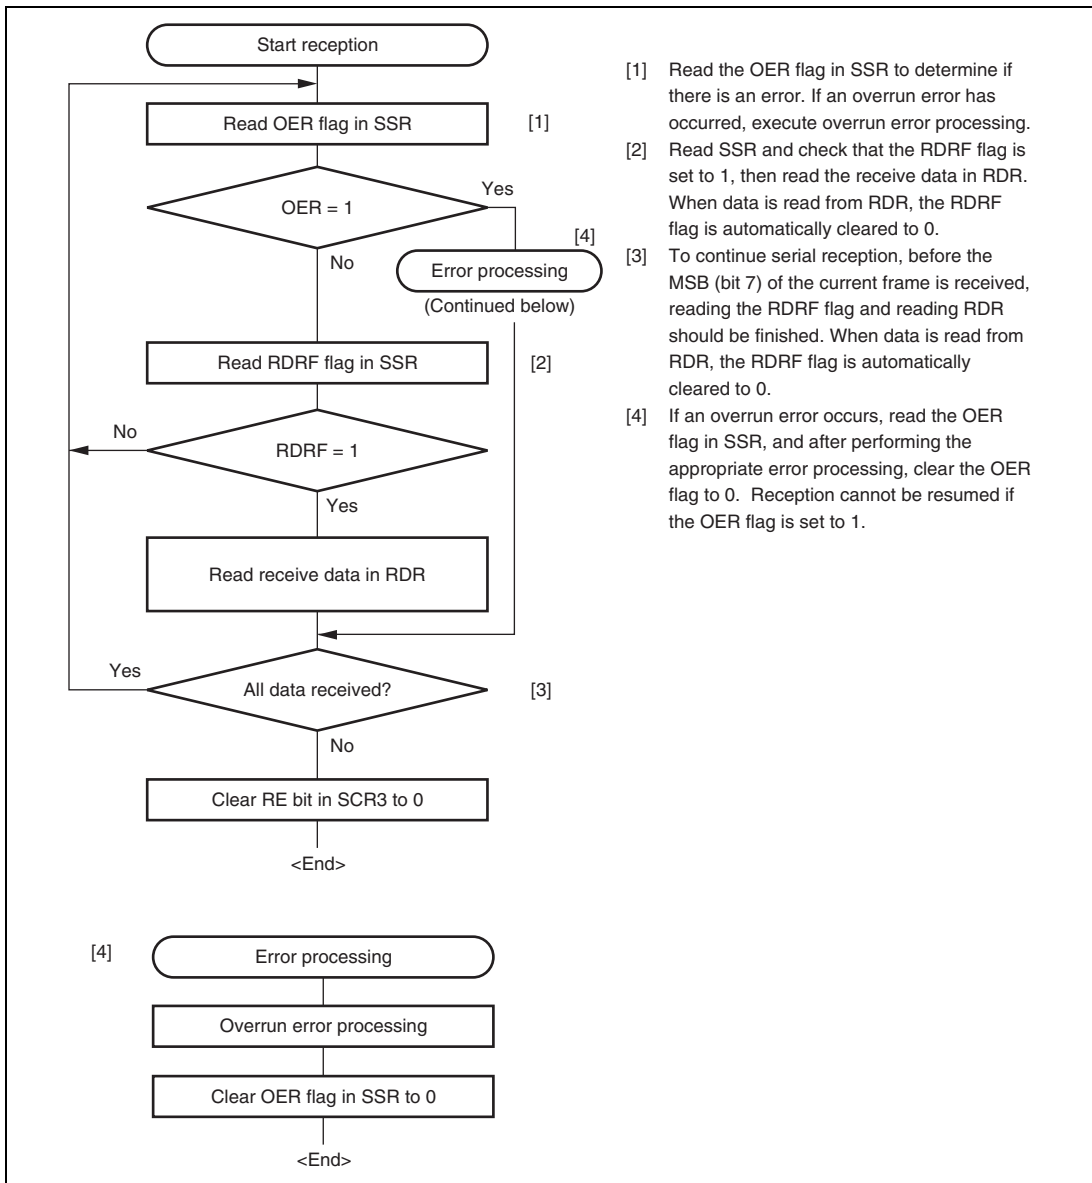 Start reception
Read OER flag in SSR
[1]
OER = 1
Yes
No
[4]
Error processing
(Continued below)
Read RDRF flag in SSR
[2]
No
RDRF = 1
Yes
Read receive data in RDR
Yes
All data received?
[3]
No
Clear RE bit in SCR3 to 0
<End>
[4]
Error processing
Overrun error processing
Clear OER flag in SSR to 0
<End>
[1] Read the OER flag in SSR to determine if
there is an error. If an overrun error has
occurred, execute overrun error processing.
[2] Read SSR and check that the RDRF flag is
set to 1, then read the receive data in RDR.
When data is read from RDR, the RDRF
flag is automatically cleared to 0.
[3] To continue serial reception, before the
MSB (bit 7) of the current frame is received,
reading the RDRF flag and reading RDR
should be finished. When data is read from
RDR, the RDRF flag is automatically
cleared to 0.
[4] If an overrun error occurs, read the OER
flag in SSR, and after performing the
appropriate error processing, clear the OER
flag to 0.  Reception cannot be resumed if
the OER flag is set to 1.